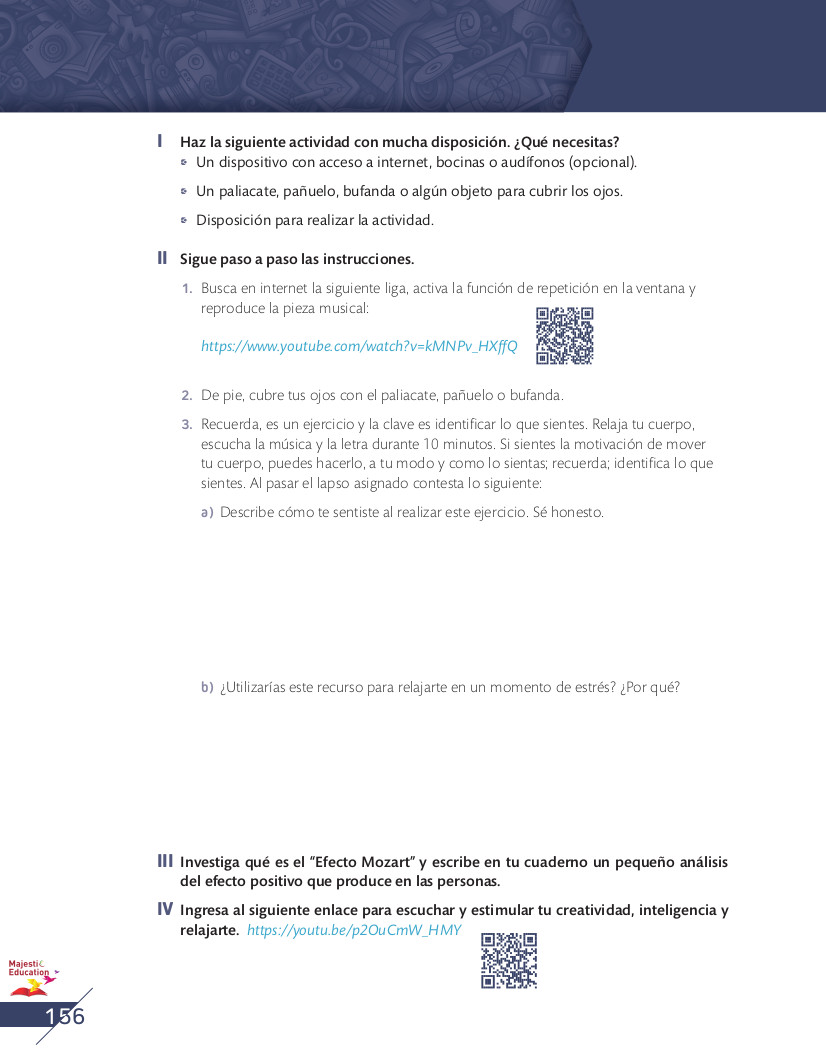 I Haz la siguiente actividad con mucha disposición. ¿Qué necesitas?
Un dispositivo con acceso a internet, bocinas o audífonos (opcional).
Un paliacate, pañuelo, bufanda o algún objeto para cubrir los ojos.
Disposición para realizar la actividad.
II Sigue paso a paso las instrucciones.
1. Busca en internet la siguiente liga, activa la función de repetición en la ventana y
reproduce la pieza musical:
https://www.youtube.com/watch?v=kMNPv_HXffQ
2. De pie, cubre tus ojos con el paliacate, pañuelo o bufanda.
3. Recuerda, es un ejercicio y la clave es identificar lo que sientes. Relaja tu cuerpo,
escucha la música y la letra durante 10 minutos. Si sientes la motivación de mover
tu cuerpo, puedes hacerlo, a tu modo y como lo sientas; recuerda; identifica lo que
sientes. Al pasar el lapso asignado contesta lo siguiente:
a) Describe cómo te sentiste al realizar este ejercicio. Sé honesto.
b) ¿Utilizarías este recurso para relajarte en un momento de estrés? ¿Por qué?
III Investiga qué es el “Efecto Mozart” y escribe en tu cuaderno un pequeño análisis
del efecto positivo que produce en las personas.
IV Ingresa al siguiente enlace para escuchar y estimular tu creatividad, inteligencia y
relajarte. https://youtu.be/p2OuCmW_HMY
Majestic
Education
156